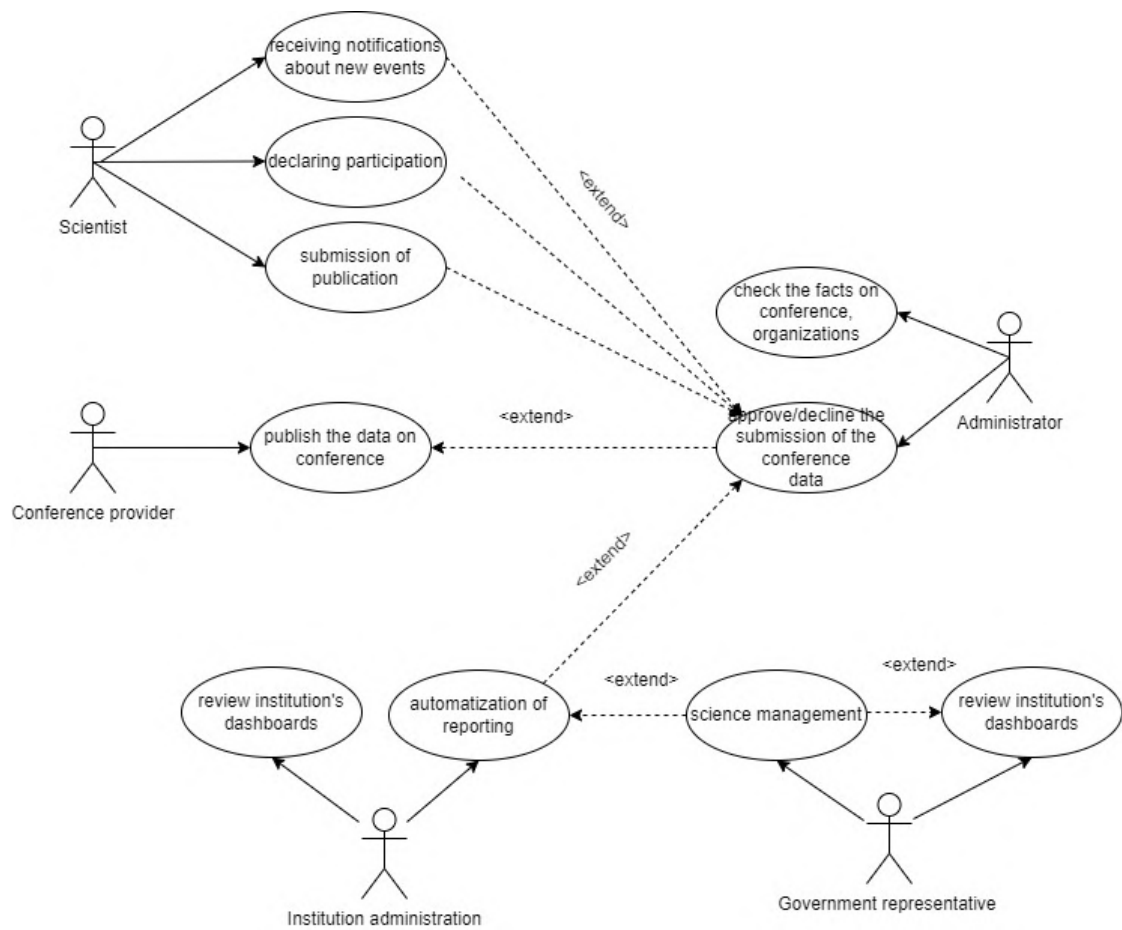 receiving notifications
about new events
Scientist
declaring participation
<extend>
submission of
publication
check the facts on
conference,
organizations
Administrator
<extend>
approve/decline the
submission of the
conference
data
publish the data on
conference
Conference provider
<extend>
review institution's
dashboards
automatization of
reporting
<extend>
science management
<extend>
review institution's
dashboards
Institution administration
Government representative